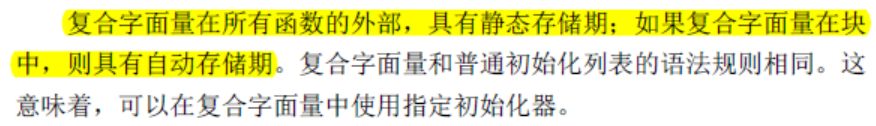 复合字面量在所有函数的外部，具有静态存储期；如果复合字面量在块
中，则具有自动存储期。复合字面量和普通初始化列表的语法规则相同。这
意味着，可以在复合字面量中使用指定初始化器。